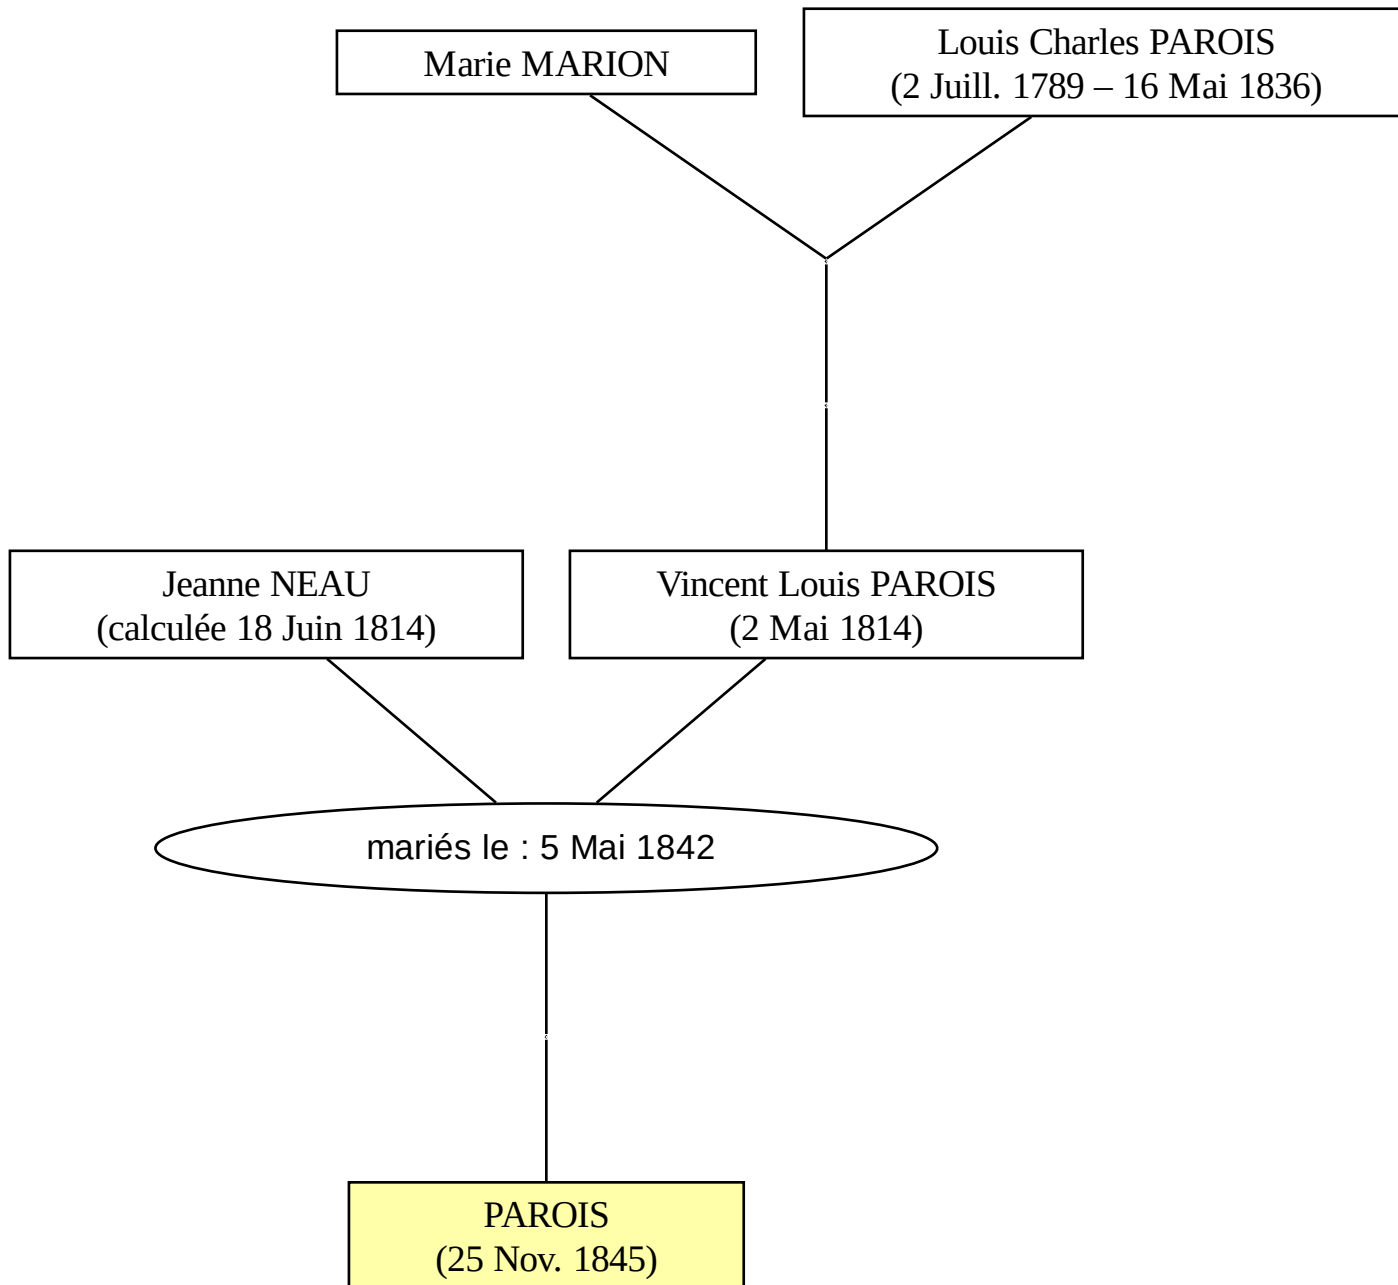 Marie MARION
Louis Charles PAROIS
(2 Juill. 1789 – 16 Mai 1836)
Jeanne NEAU
(calculée 18 Juin 1814)
Vincent Louis PAROIS
(2 Mai 1814)
mariés le : 5 Mai 1842
PAROIS
(25 Nov. 1845)